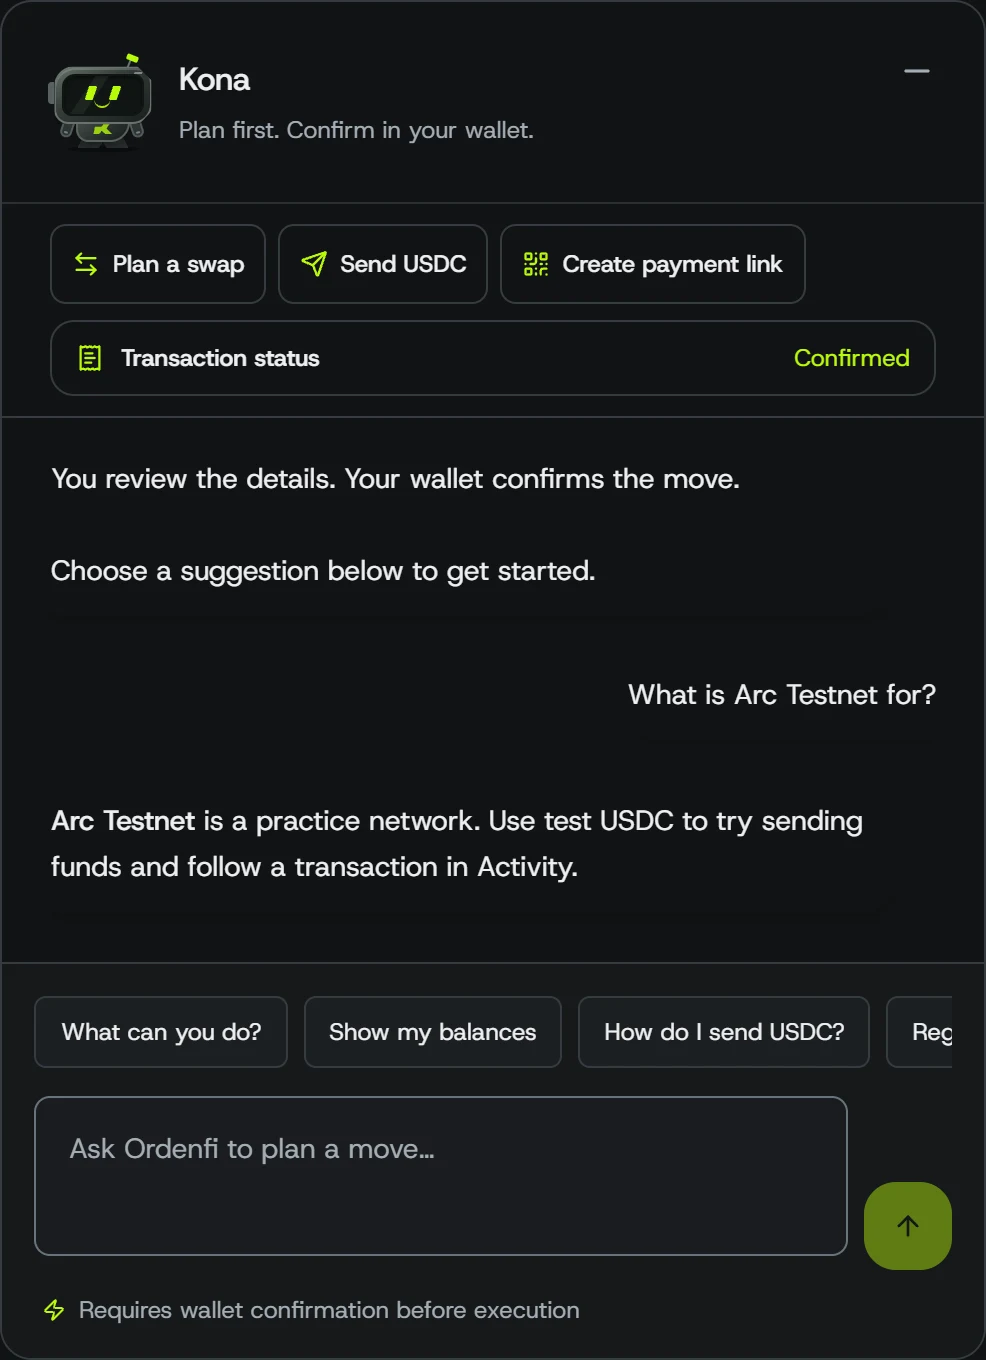 Kona
Plan first. Confirm in your wallet.
Plan a swap
Send USDC
Create payment link
Transaction status
Confirmed
You review the details. Your wallet confirms the move.
Choose a suggestion below to get started.
What is Arc Testnet for?
Arc Testnet is a practice network. Use test USDC to try sending
funds and follow a transaction in Activity.
What can you do?
Show my balances
How do I send USDC?
Reg
Ask Ordenfi to plan a move...
Requires wallet confirmation before execution